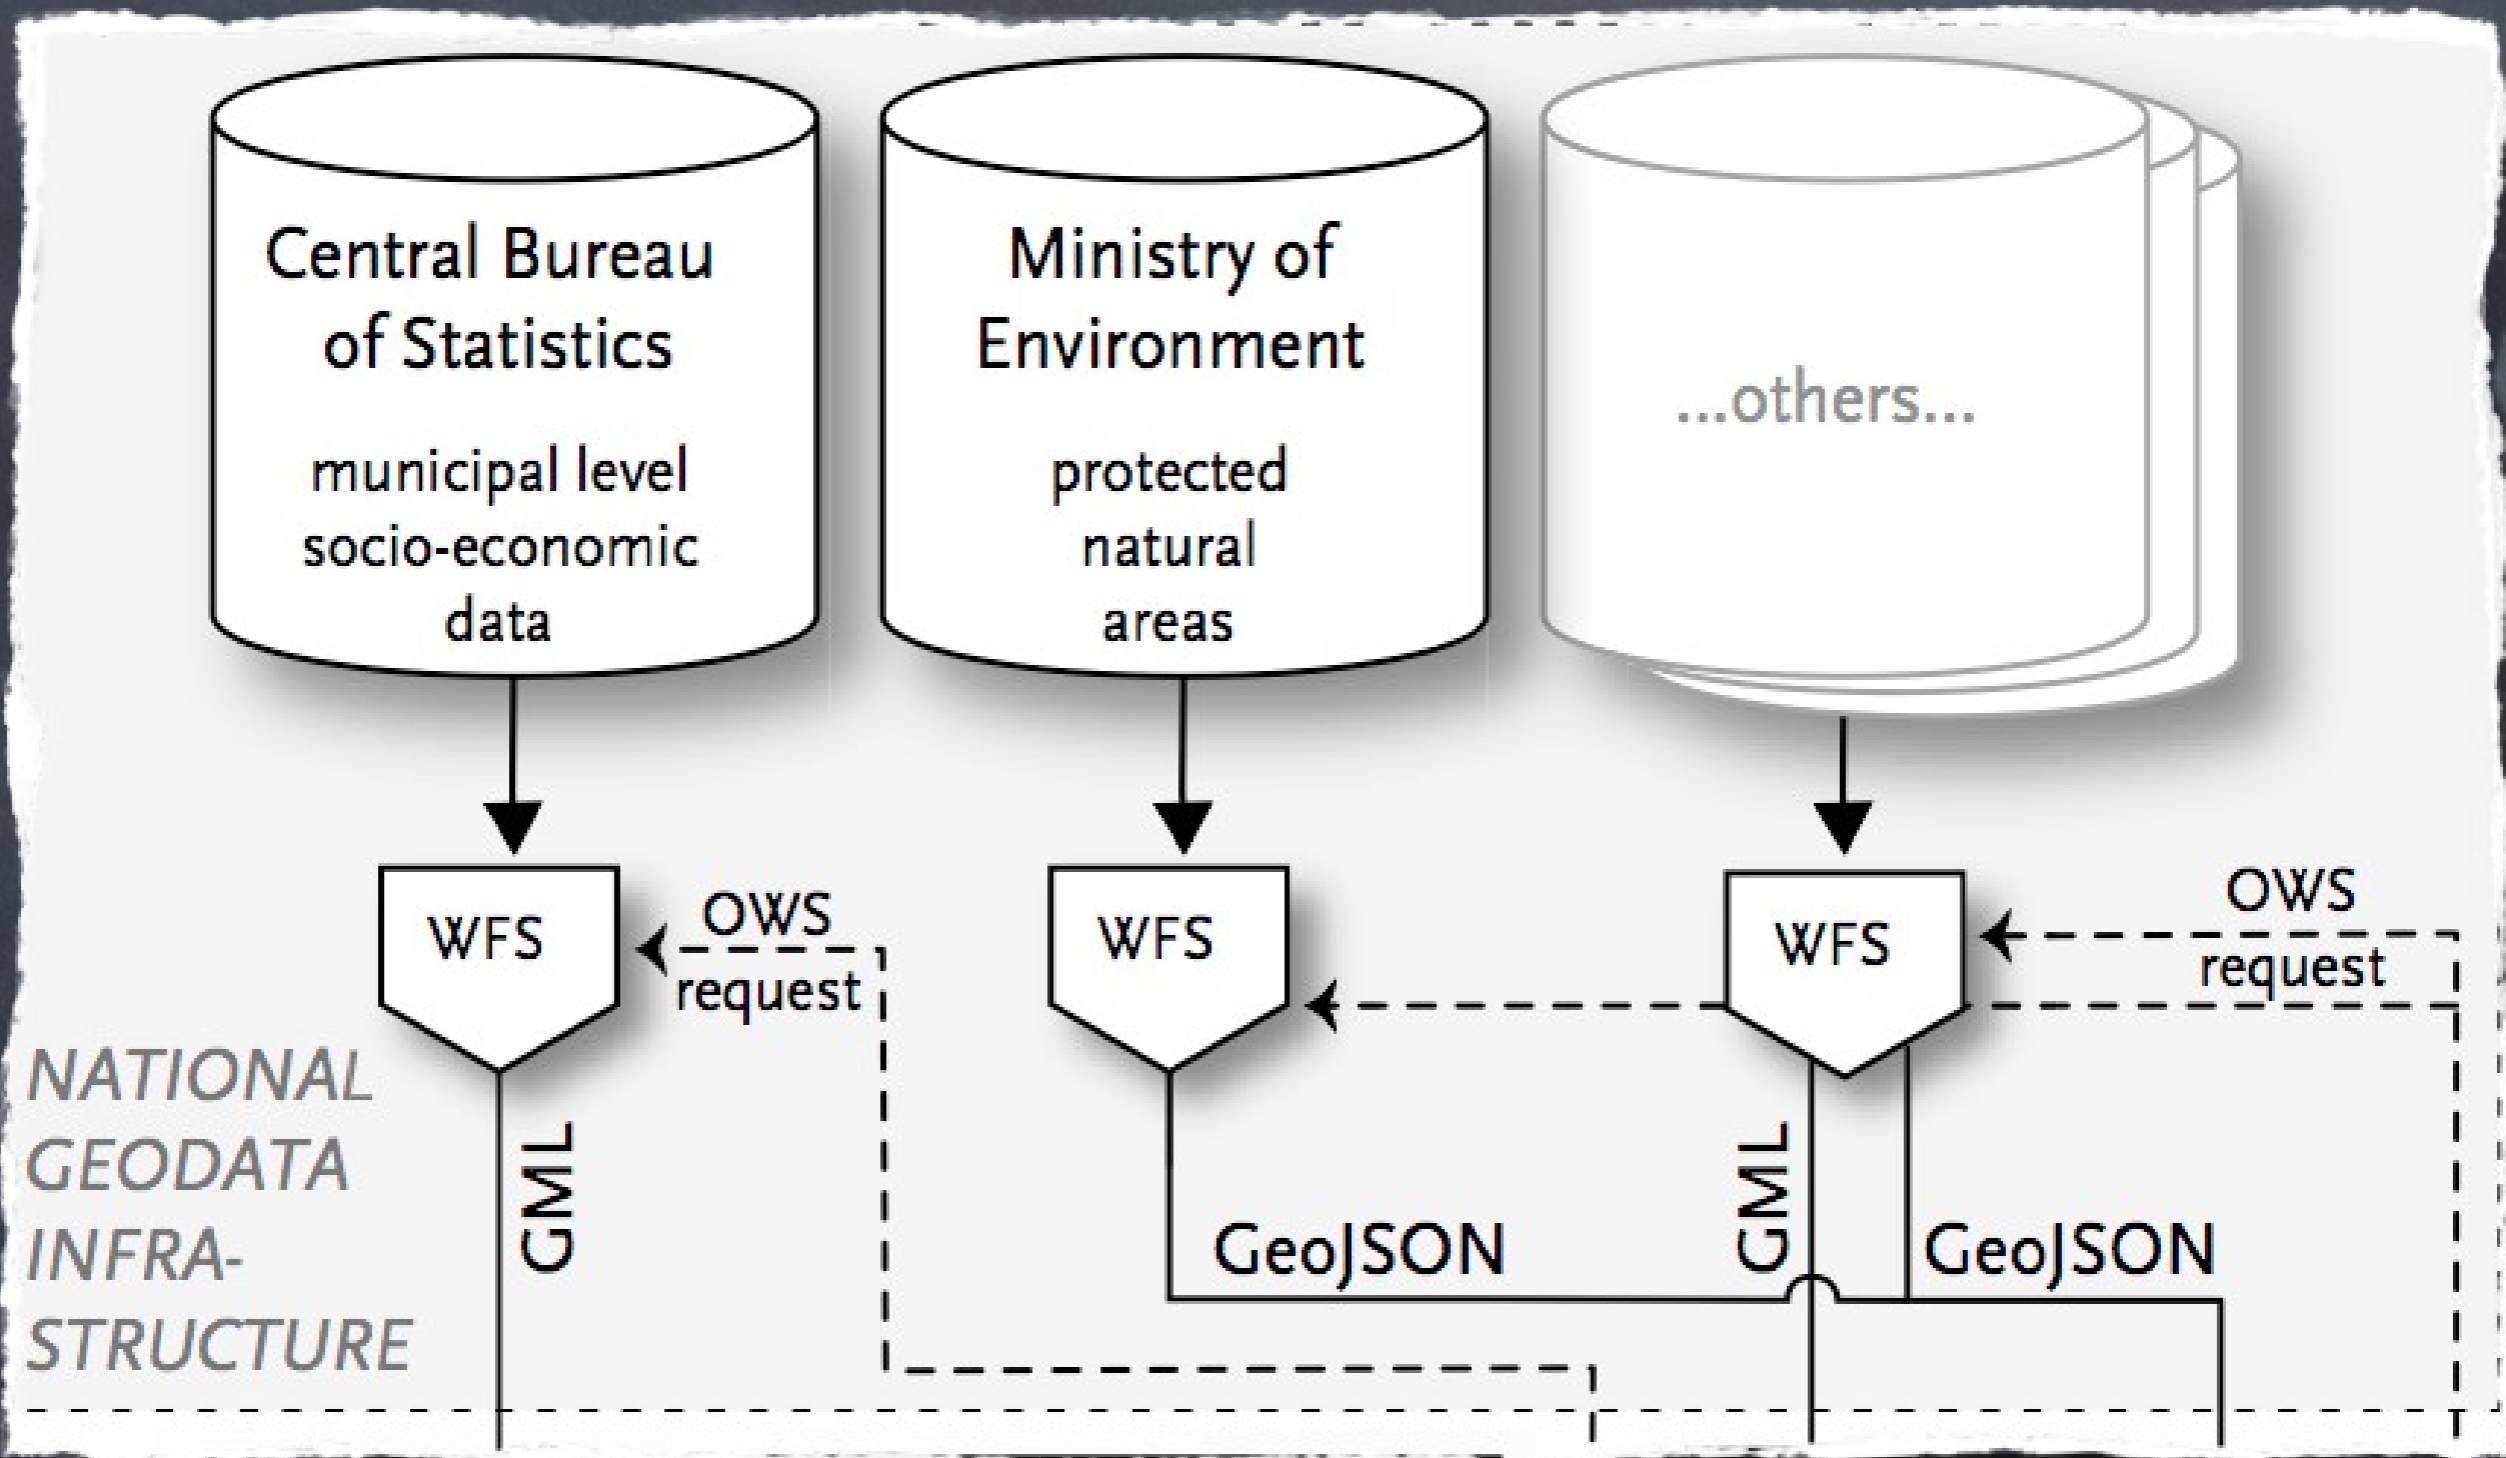 Central Bureau
of Statistics
municipal level
socio-economic
data
Ministry of
Environment
protected
natural
areas
...others...
WFS
OWS
request
WFS
WFS
OWS
request
NATIONAL
GEODATA
INFRA-
STRUCTURE
GML
GeoJSON
GML
GeoJSON